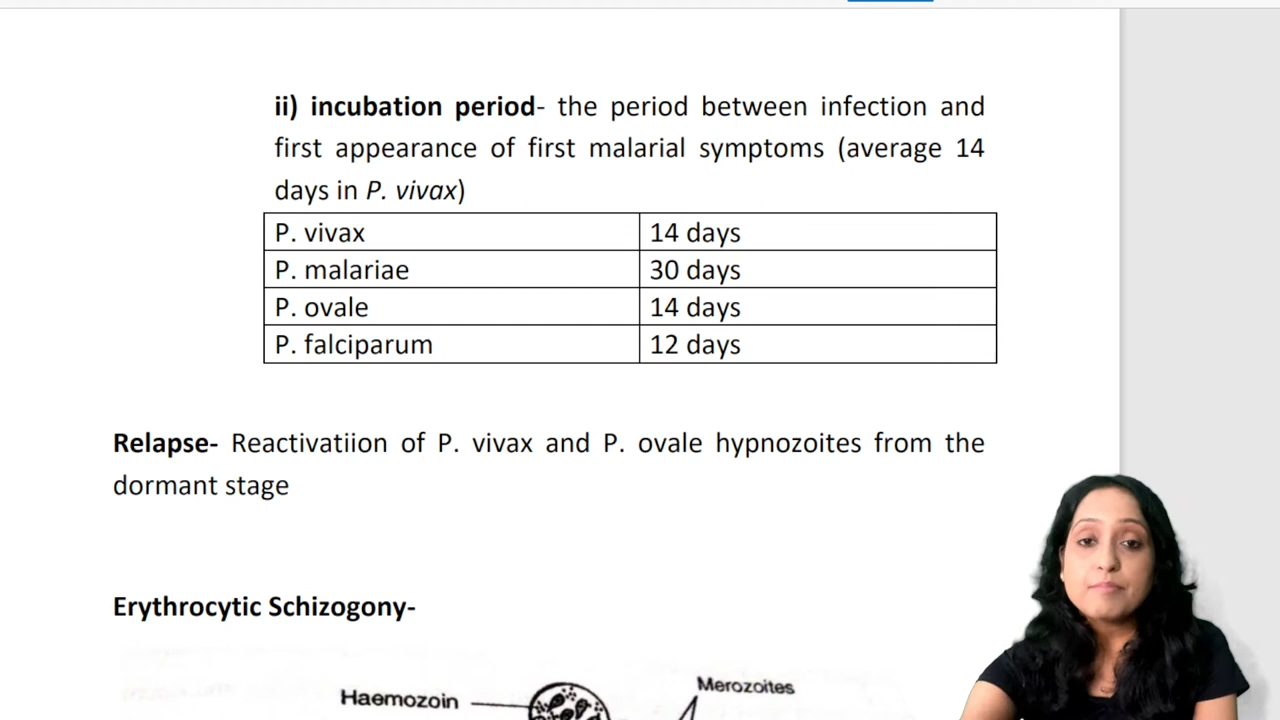 ii) incubation period- the period between infection and
first appearance of first malarial symptoms (average 14
days in P. vivax)
P. vivax 14 days
P. malariae 30 days
P. ovale 14 days
P. falciparum 12 days
Relapse- Reactivatiion of P. vivax and P. ovale hypnozoites from the
dormant stage
Erythrocytic Schizogony-
Merozoites
Haemozoin